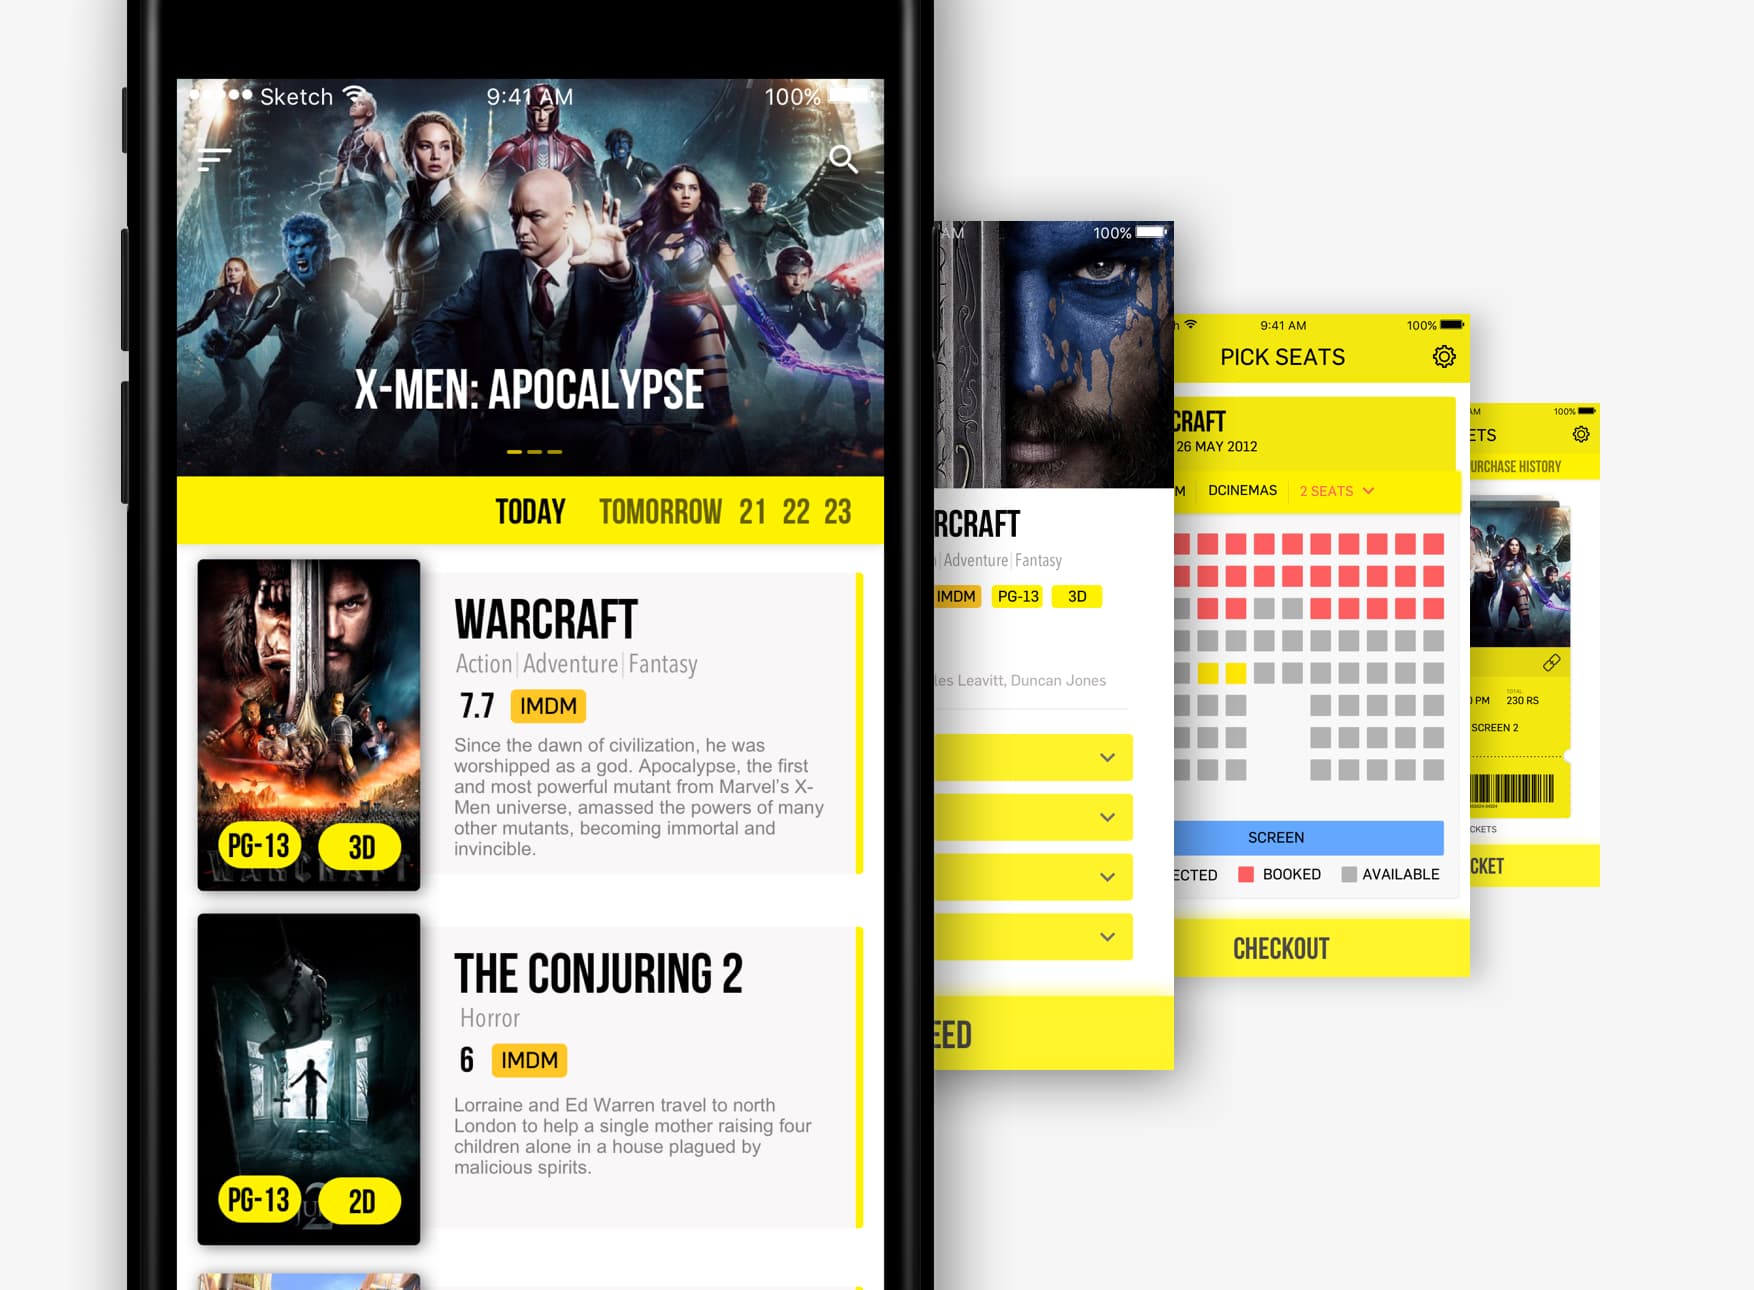 Sketch 9:41 AM 100%
X-MEN: APOCALYPSE
TODAY TOMORROW 21 22 23
WARCRAFT
Action|Adventure|Fantasy
7.7 IMDM
Since the dawn of civilization, he was
worshipped as a god. Apocalypse, the first
and most powerful mutant from Marvel's X-
Men universe, amassed the powers of many
other mutants, becoming immortal and
invincible.
PG-13 3D
WARCRAFT
THE CONJURING 2
Horror
6 IMDM
Lorraine and Ed Warren travel to north
London to help a single mother raising four
children alone in a house plagued by
malicious spirits.
PG-13 2D
AM 100%
RCRAFT
Adventure|Fantasy
IMDM PG-13 3D
les Leavitt, Duncan Jones
EED
h 9:41 AM 100%
PICK SEATS
CRAFT
26 MAY 2012
M DCINEMAS 2 SEATS
SCREEN
ECTED BOOKED AVAILABLE
CHECKOUT
AM 100%
ETS
URCHASE HISTORY
TOTAL
0 PM 230 RS
SCREEN 2
CKETS
CKET